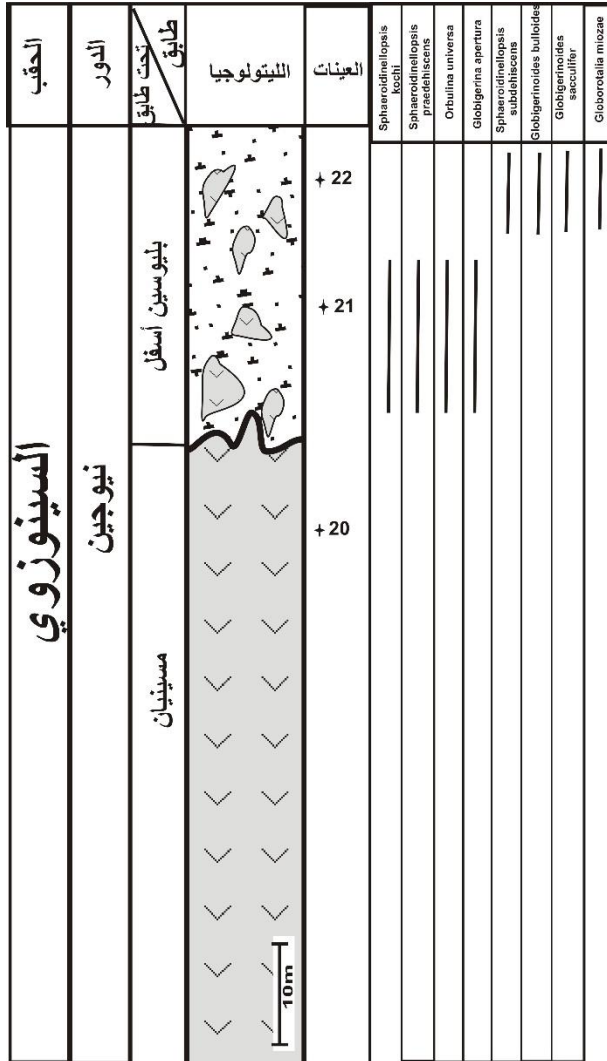 الحقب
الدور
طابق
تحت طابق
الليتولوجيا
العينات
Sphaeroidinellopsis
kochi
Sphaeroidinellopsis
praedehiscens
Orbulina universa
Globigerina apertura
Sphaeroidinellopsis
subdehiscens
Globigerinoides bulloides
Globigerinoides
sacculifer
Globorotalia miozae
السينوزوي
نيوجين
بليوسين أسفل
مسينيان
22
21
20
10m